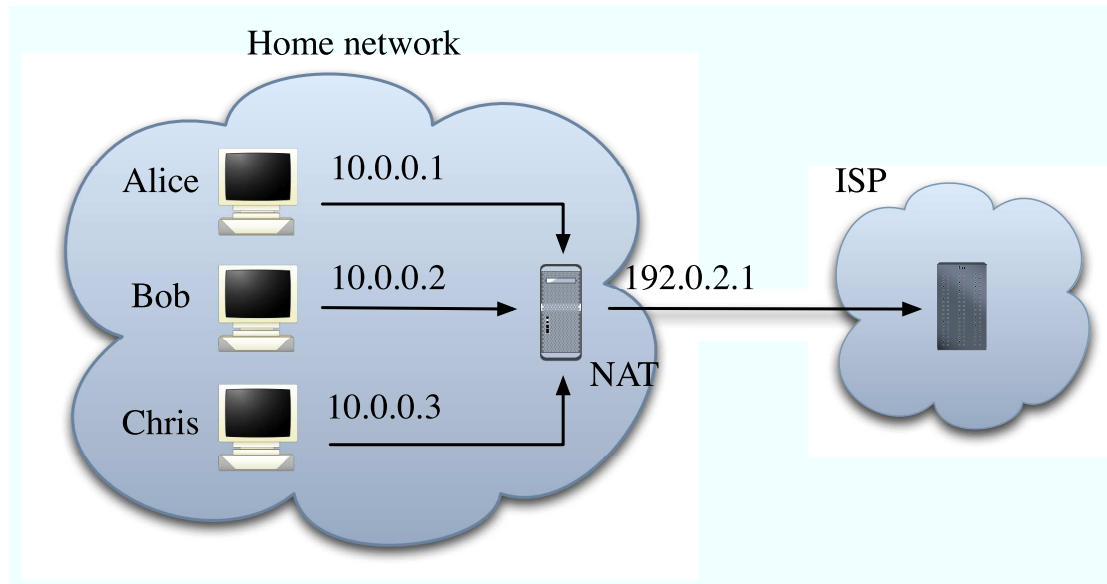 Home network
Alice
10.0.0.1
ISP
Bob
10.0.0.2
192.0.2.1
NAT
Chris
10.0.0.3